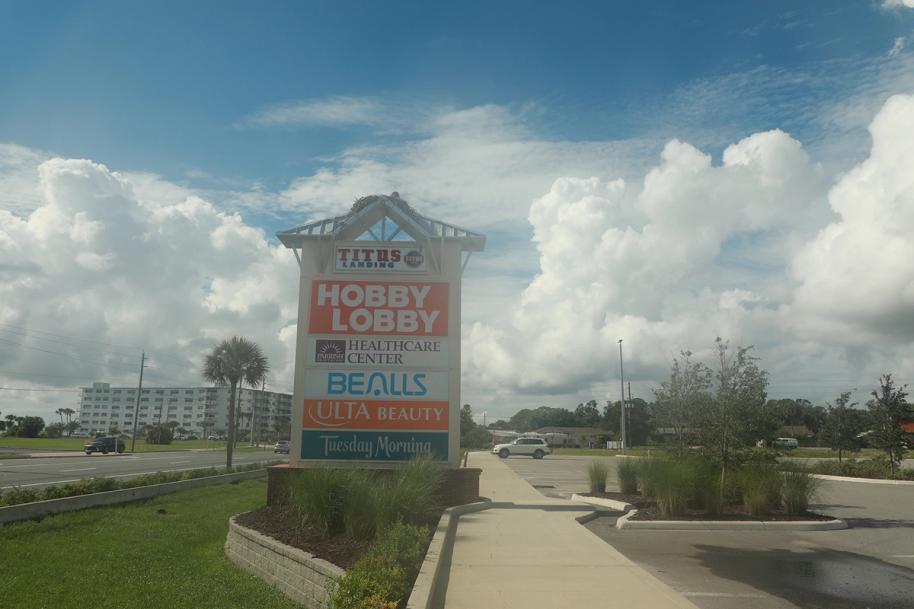 TITUS
LANDING
HOBBY
LOBBY
PARRISH
HEALTHCARE
CENTER
BEALLS
ULTA BEAUTY
Tuesday Morning